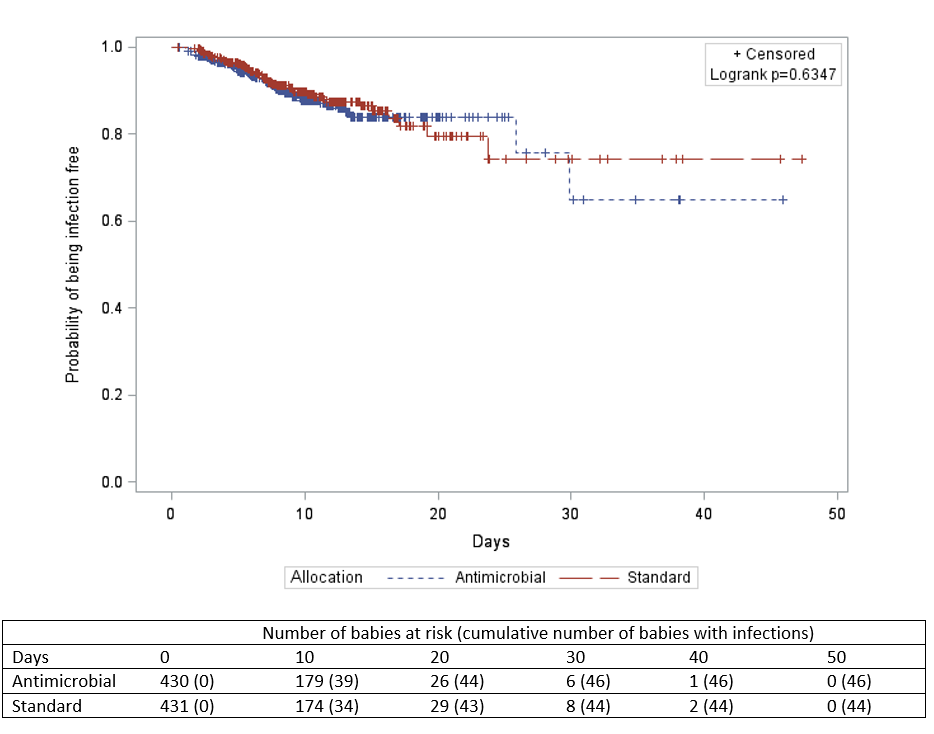 + Censored
Logrank p=0.6347
1.0
0.8
0.6
0.4
0.2
0.0
Probability of being infection free
0 10 20 30 40 50
Days
Allocation Antimicrobial Standard
Number of babies at risk (cumulative number of babies with infections)
Days 0 10 20 30 40 50
Antimicrobial 430 (0) 179 (39) 26 (44) 6 (46) 1 (46) 0 (46)
Standard 431 (0) 174 (34) 29 (43) 8 (44) 2 (44) 0 (44)